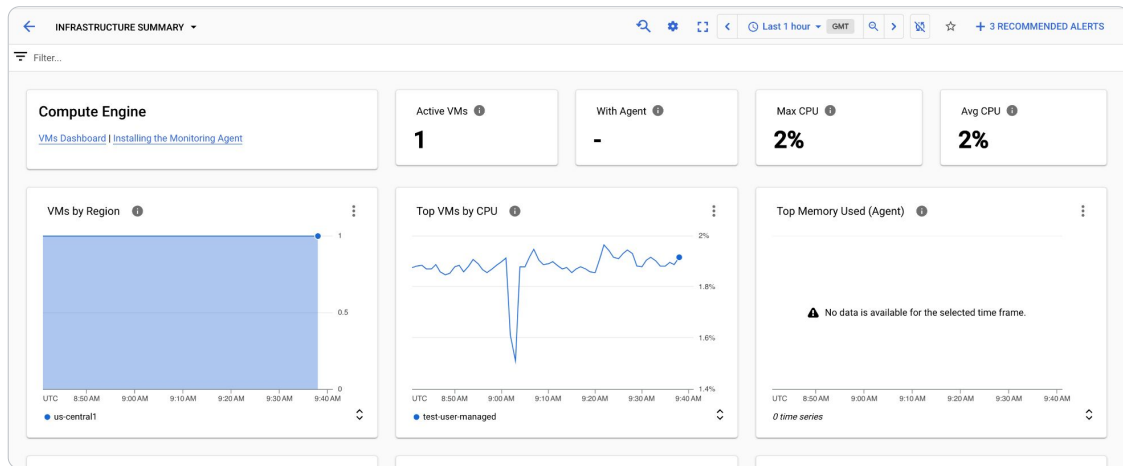 INFRASTRUCTURE SUMMARY
Last 1 hour
GMT
+ 3 RECOMMENDED ALERTS
Filter...
Compute Engine
VMs Dashboard | Installing the Monitoring Agent
Active VMs
1
With Agent
-
Max CPU
2%
Avg CPU
2%
VMs by Region
1
0.5
0
UTC 8:50 AM 9:00 AM 9:10 AM 9:20 AM 9:30 AM 9:40 AM
us-central1
Top VMs by CPU
2%
1.8%
1.6%
1.4%
UTC 8:50 AM 9:00 AM 9:10 AM 9:20 AM 9:30 AM 9:40 AM
test-user-managed
Top Memory Used (Agent)
No data is available for the selected time frame.
UTC 8:50 AM 9:00 AM 9:10 AM 9:20 AM 9:30 AM 9:40 AM
0 time series